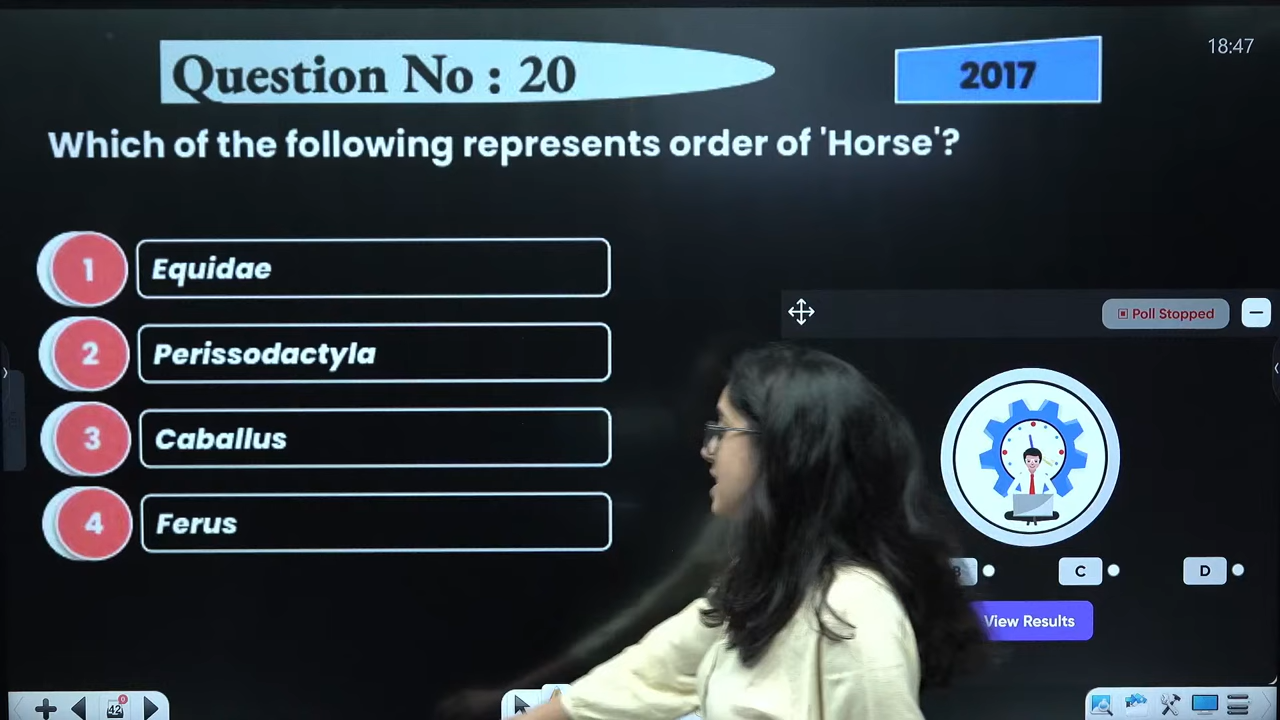 Question No : 20
2017
18:47
Which of the following represents order of 'Horse'?
1 Equidae
2 Perissodactyla
3 Caballus
4 Ferus
Poll Stopped
B
C
D
View Results
42